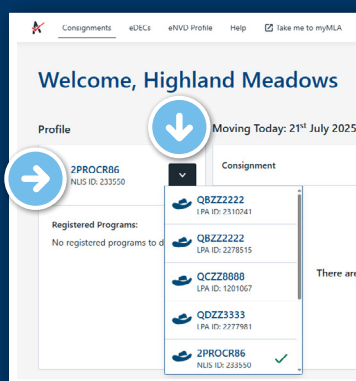 Consignments eDECs eNVD Profile Help Take me to myMLA
Welcome, Highland Meadows
Profile
Moving Today: 21st July 2025
2PROCR86
NLIS ID: 233550
Consignment
Registered Programs:
No registered programs to d
QBZZ2222
LPA ID: 2310241
QBZZ2222
LPA ID: 2278515
QCZZ8888
LPA ID: 1201067
There are
QDZZ3333
LPA ID: 2277981
2PROCR86
NLIS ID: 233550